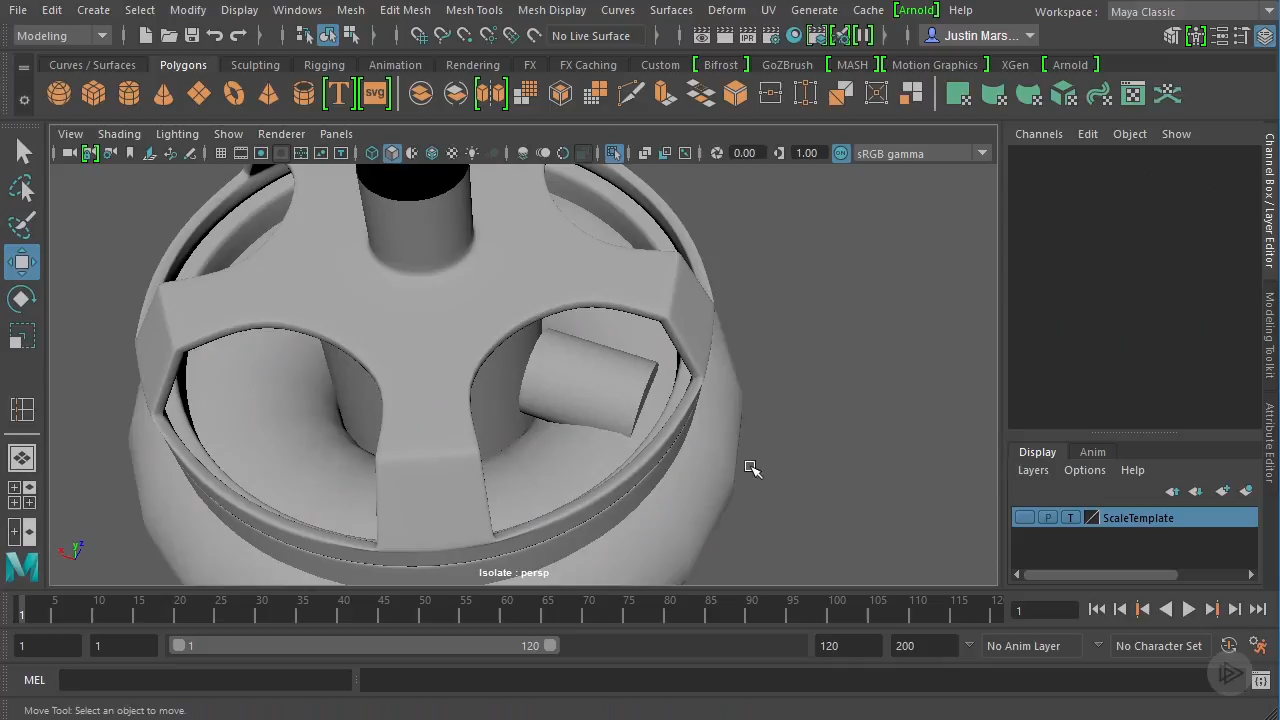 File Edit Create Select Modify Display Windows Mesh Edit Mesh Mesh Tools Mesh Display Curves Surfaces Deform UV Generate Cache [Arnold] Help Workspace : Maya Classic
Modeling No Live Surface Justin Mars...
Curves / Surfaces Polygons Sculpting Rigging Animation Rendering FX FX Caching Custom [ Bifrost ] GoZBrush [ MASH ] [ Motion Graphics ] XGen [ Arnold ]
T svg
View Shading Lighting Show Renderer Panels
0.00 1.00 ON sRGB gamma
Channels Edit Object Show
Channel Box / Layer Editor
Modeling Toolkit
Attribute Editor
Display Anim
Layers Options Help
P T ScaleTemplate
x y z
Isolate : persp
1 5 10 15 20 25 30 35 40 45 50 55 60 65 70 75 80 85 90 95 100 105 110 115 12 1
1 1 1 120 120 200 No Anim Layer No Character Set
MEL
Move Tool: Select an object to move.